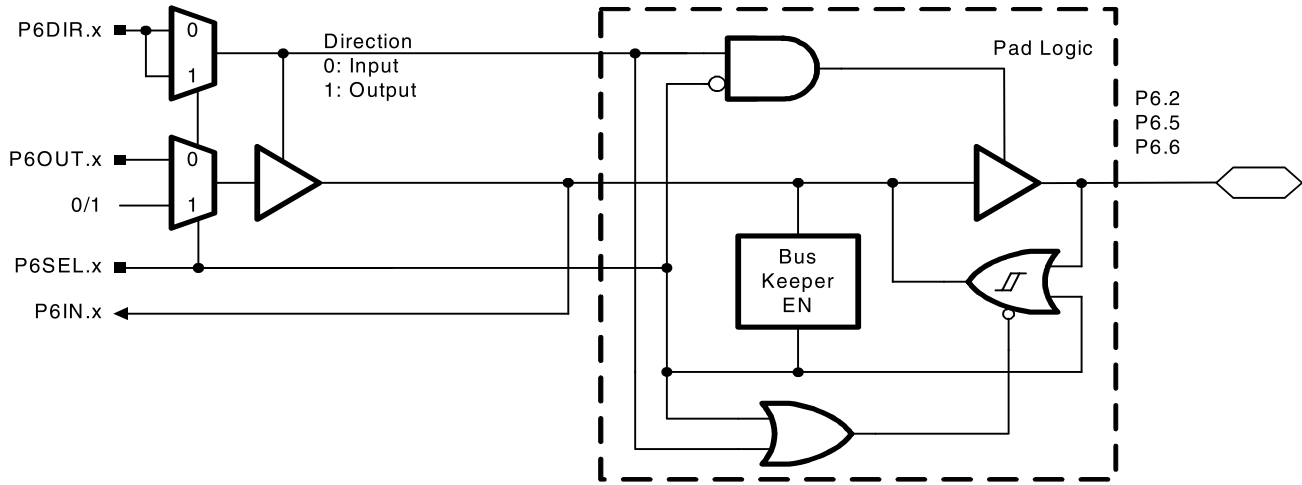 P6DIR.x
0
1
Direction
0: Input
1: Output
Pad Logic
P6.2
P6.5
P6.6
P6OUT.x
0
0/1
1
P6SEL.x
P6IN.x
Bus
Keeper
EN